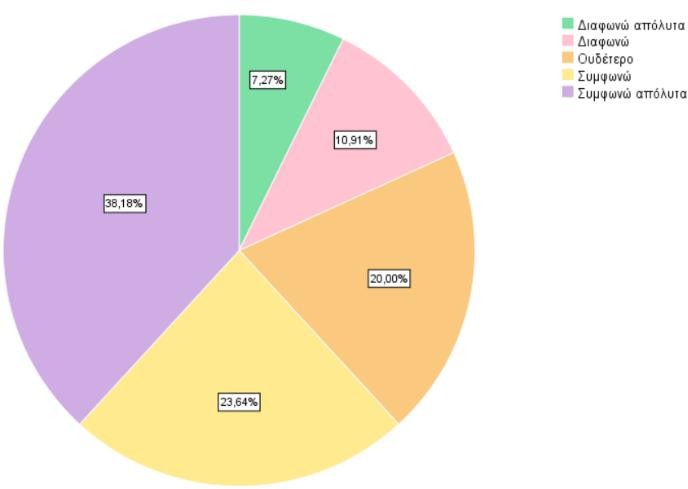 Διαφωνώ απόλυτα
Διαφωνώ
Ουδέτερο
Συμφωνώ
Συμφωνώ απόλυτα
7,27%
10,91%
38,18%
20,00%
23,64%